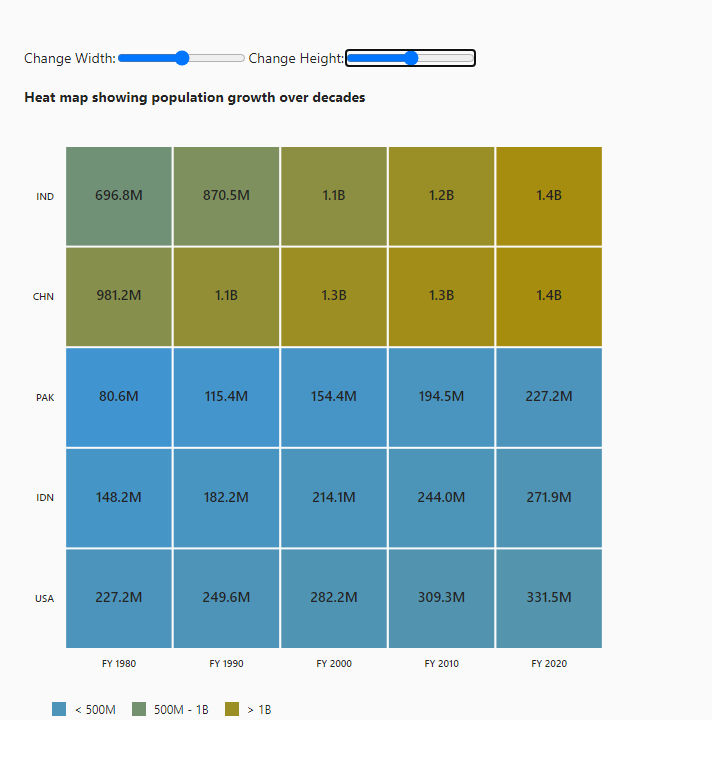 Change Width: Change Height:
Heat map showing population growth over decades
IND 696.8M 870.5M 1.1B 1.2B 1.4B
CHN 981.2M 1.1B 1.3B 1.3B 1.4B
PAK 80.6M 115.4M 154.4M 194.5M 227.2M
IDN 148.2M 182.2M 214.1M 244.0M 271.9M
USA 227.2M 249.6M 282.2M 309.3M 331.5M
FY 1980 FY 1990 FY 2000 FY 2010 FY 2020
< 500M 500M - 1B > 1B